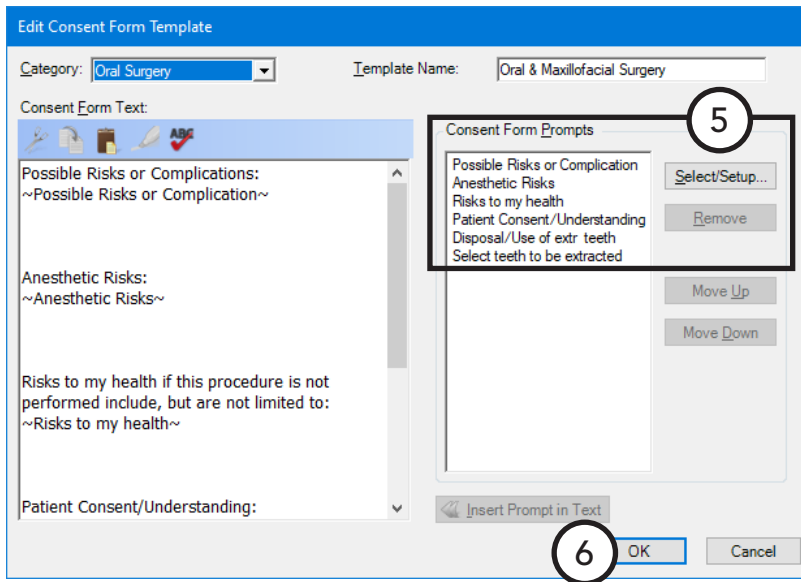 Edit Consent Form Template
Category: Oral Surgery Template Name: Oral & Maxillofacial Surgery
Consent Form Text:
ABC
Possible Risks or Complications:
~Possible Risks or Complication~
Anesthetic Risks:
~Anesthetic Risks~
Risks to my health if this procedure is not
performed include, but are not limited to:
~Risks to my health~
Patient Consent/Understanding:
5
Consent Form Prompts
Possible Risks or Complication
Anesthetic Risks
Risks to my health
Patient Consent/Understanding
Disposal/Use of extr teeth
Select teeth to be extracted
Select/Setup...
Remove
Move Up
Move Down
Insert Prompt in Text
6
OK Cancel